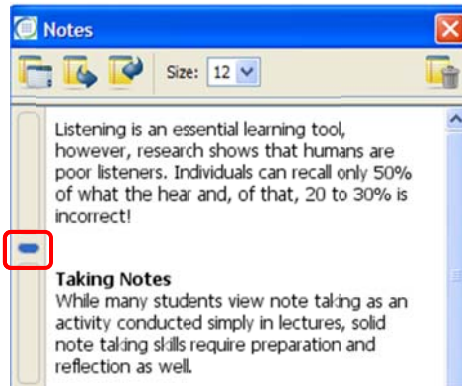 Notes
Size: 12
Listening is an essential learning tool,
however, research shows that humans are
poor listeners. Individuals can recall only 50%
of what the hear and, of that, 20 to 30% is
incorrect!
Taking Notes
While many students view note taking as an
activity conducted simply in lectures, solid
note taking skills require preparation and
reflection as well.